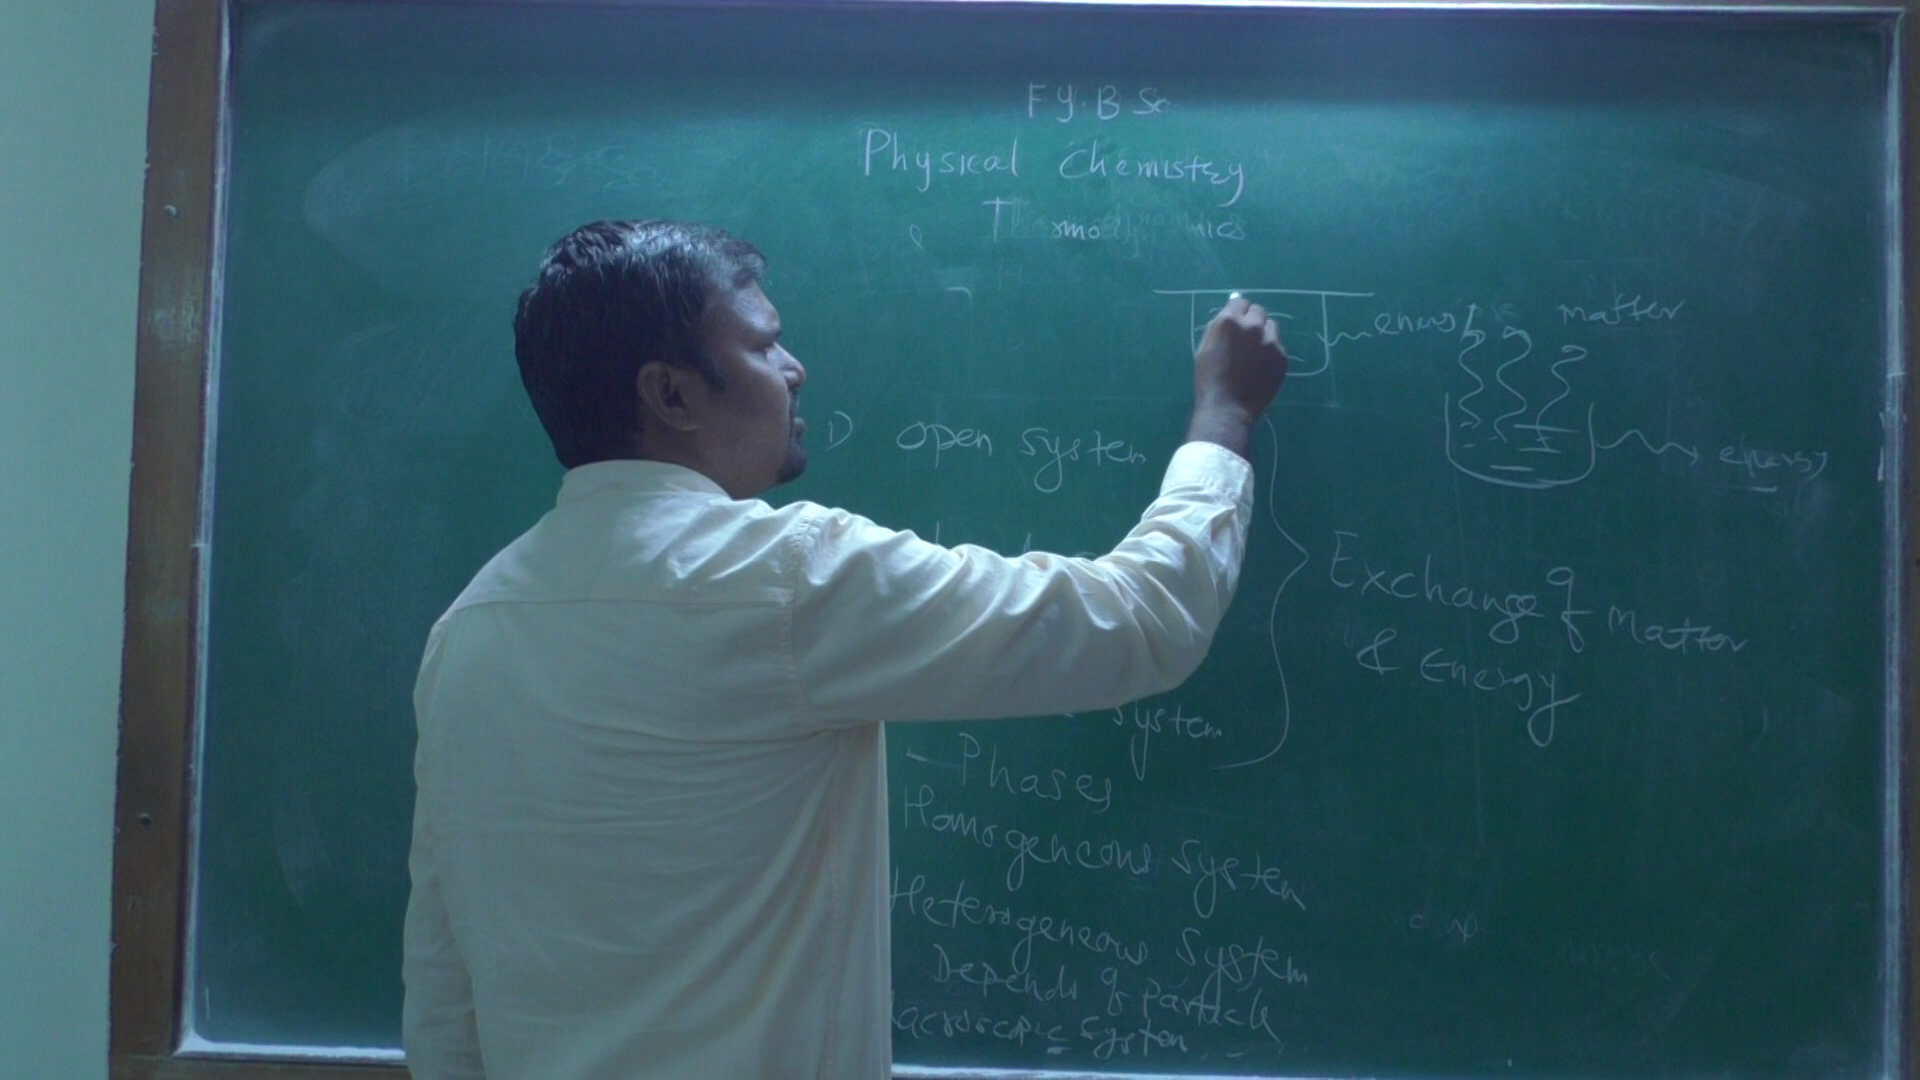 F.Y.B Sc
Physical Chemistry
Thermodynamics
energy
matter
1) open system
energy
Exchange of matter
& Energy
system
- Phases
Homogeneous system
Heterogeneous system
Depends of particle
system